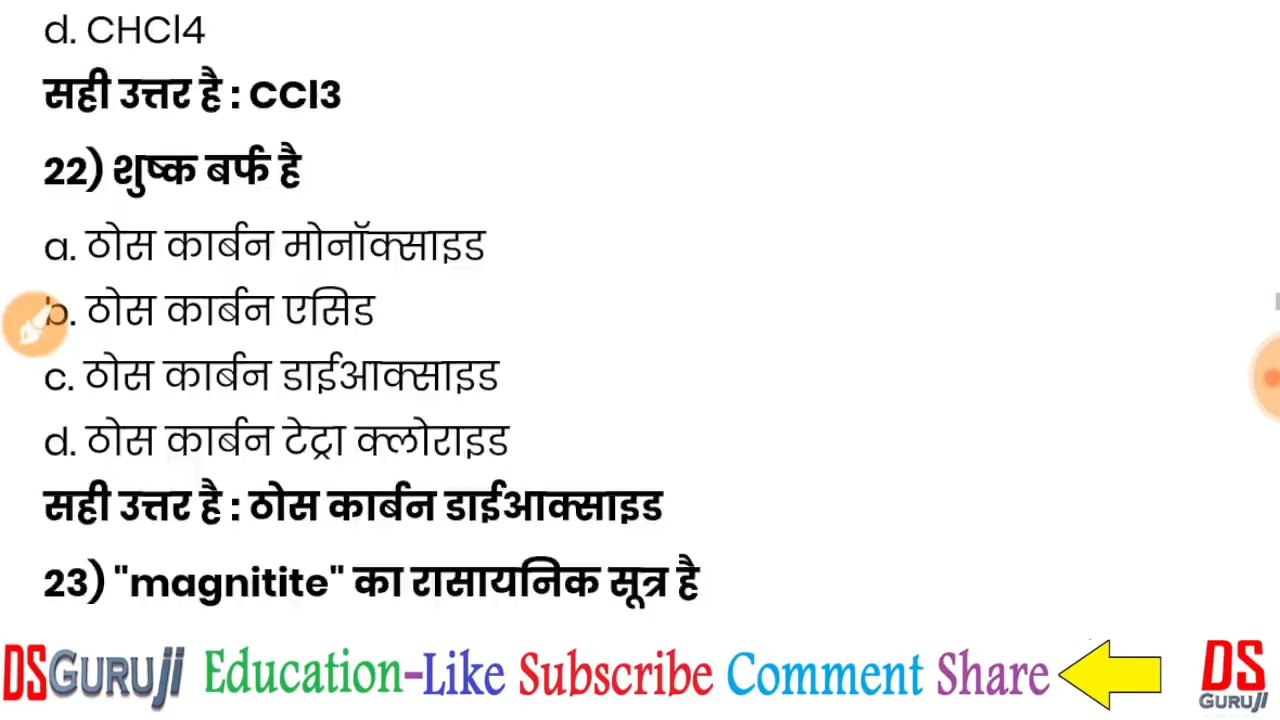 d. CHCl4
सही उत्तर है : CCl3
22) शुष्क बर्फ है
a. ठोस कार्बन मोनॉक्साइड
b. ठोस कार्बन एसिड
c. ठोस कार्बन डाईआक्साइड
d. ठोस कार्बन टेट्रा क्लोराइड
सही उत्तर है : ठोस कार्बन डाईआक्साइड
23) "magnitite" का रासायनिक सूत्र है
DSGURUJI Education-Like Subscribe Comment Share DS GURUJI